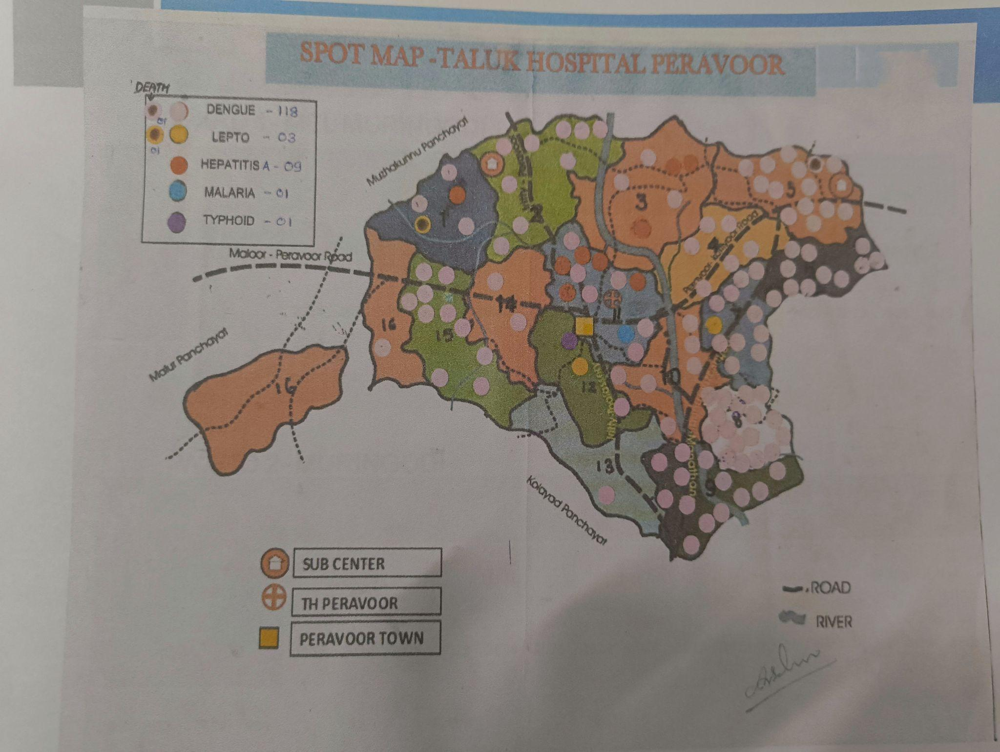 SPOT MAP -TALUK HOSPITAL PERAVOOR
DEATH
DENGUE - 118
01
LEPTO - 03
01
HEPATITIS A - 09
MALARIA - 01
TYPHOID - 01
Muzhakunnu Panchayat
Maloor - Peravoor Road
Malur Panchayat
Kolayad Panchayat
1
2
3
5
7
8
9
10
11
12
13
14
15
16
16
SUB CENTER
TH PERAVOOR
PERAVOOR TOWN
ROAD
RIVER